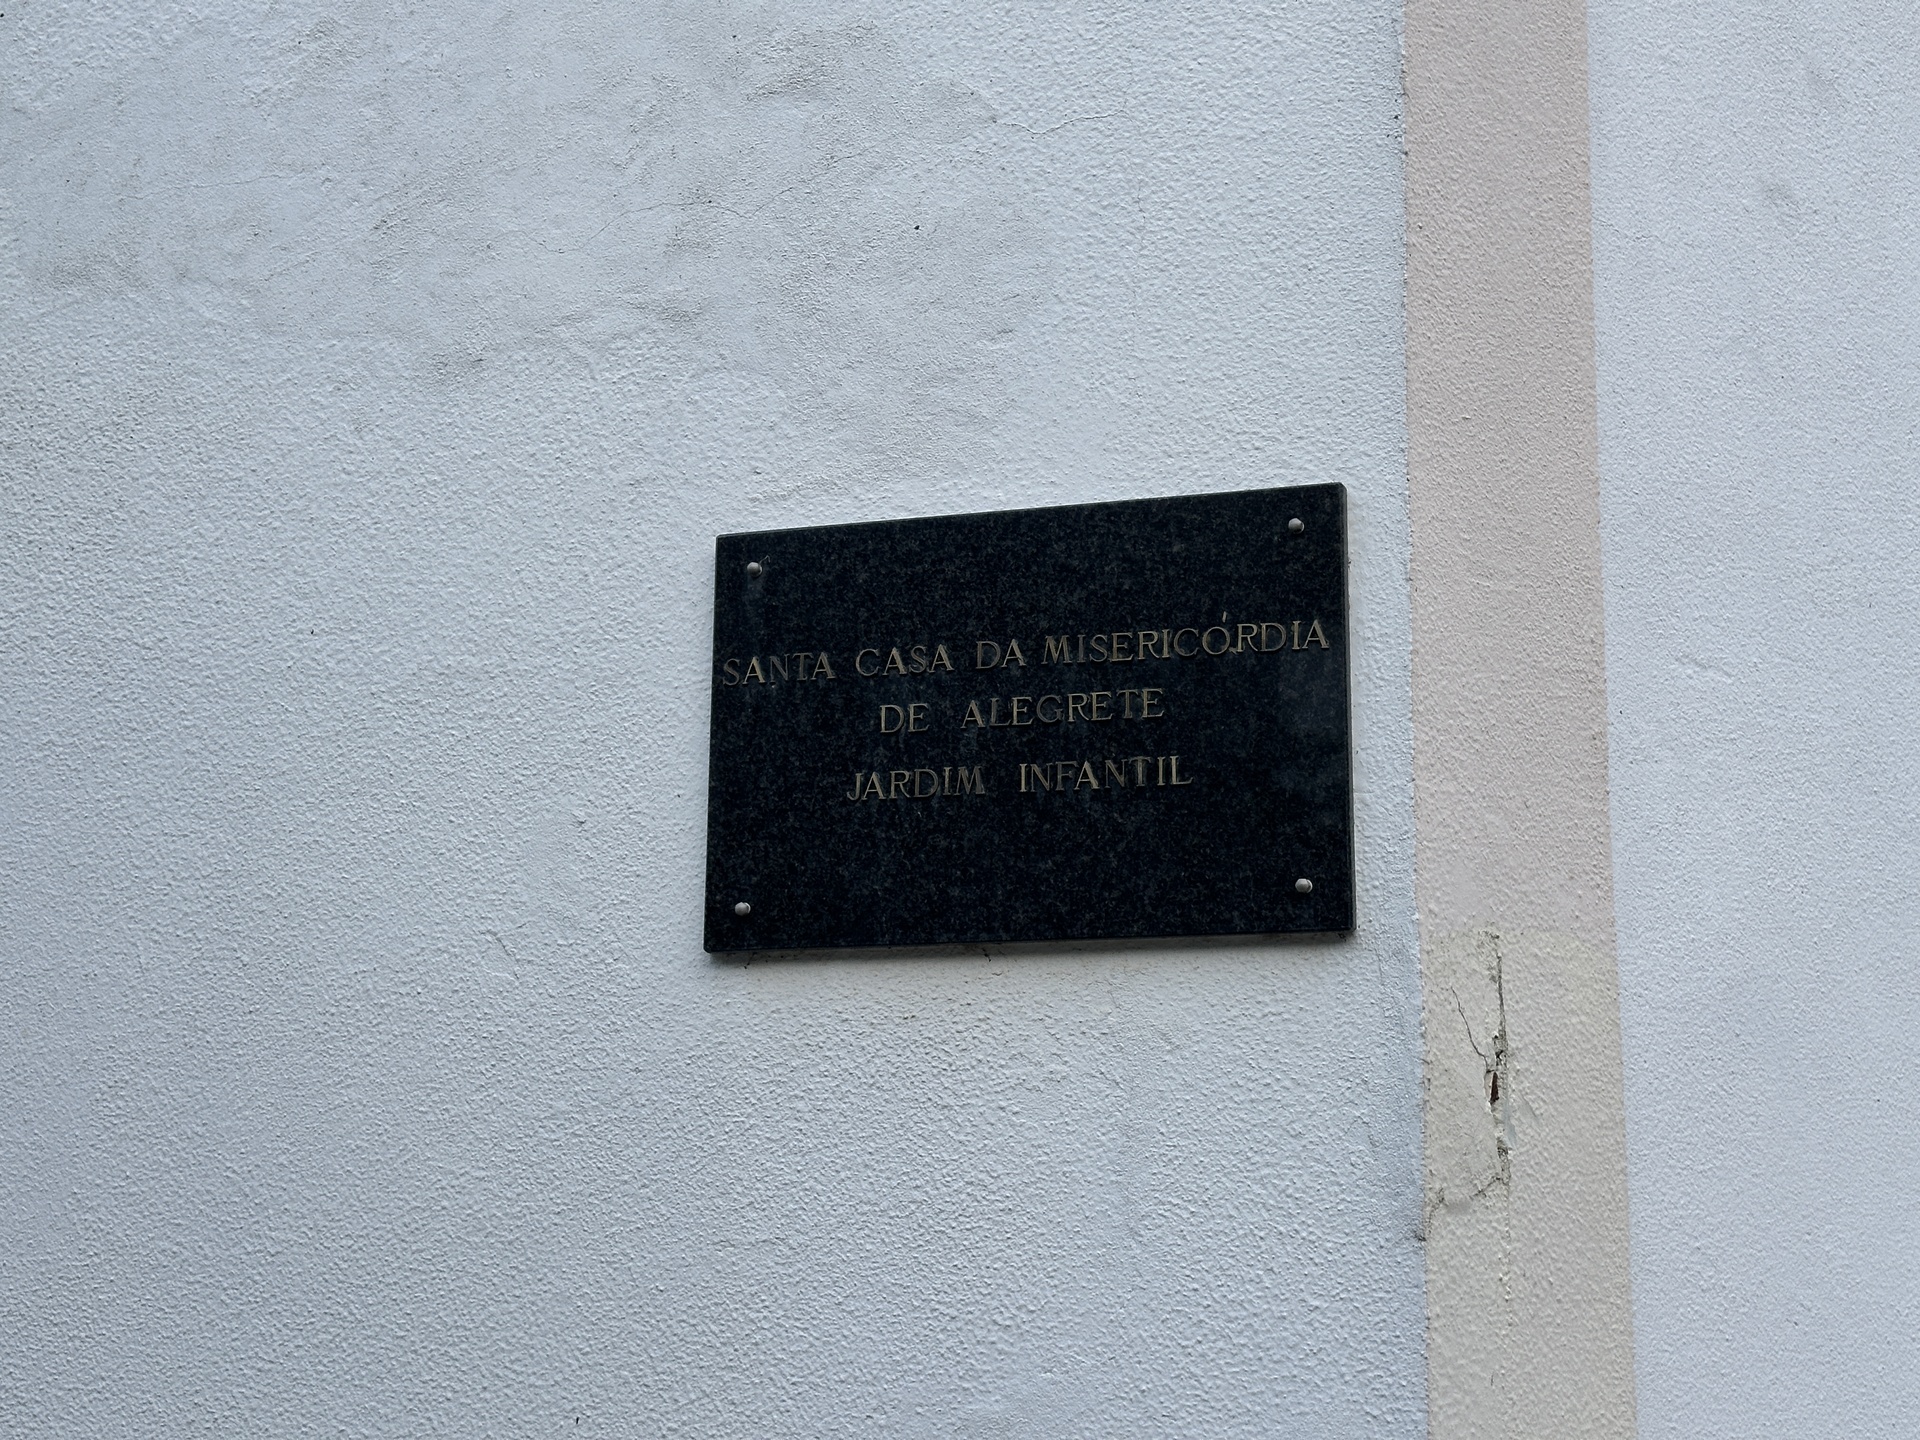 SANTA CASA DA MISERICÓRDIA
DE ALEGRETE
JARDIM INFANTIL